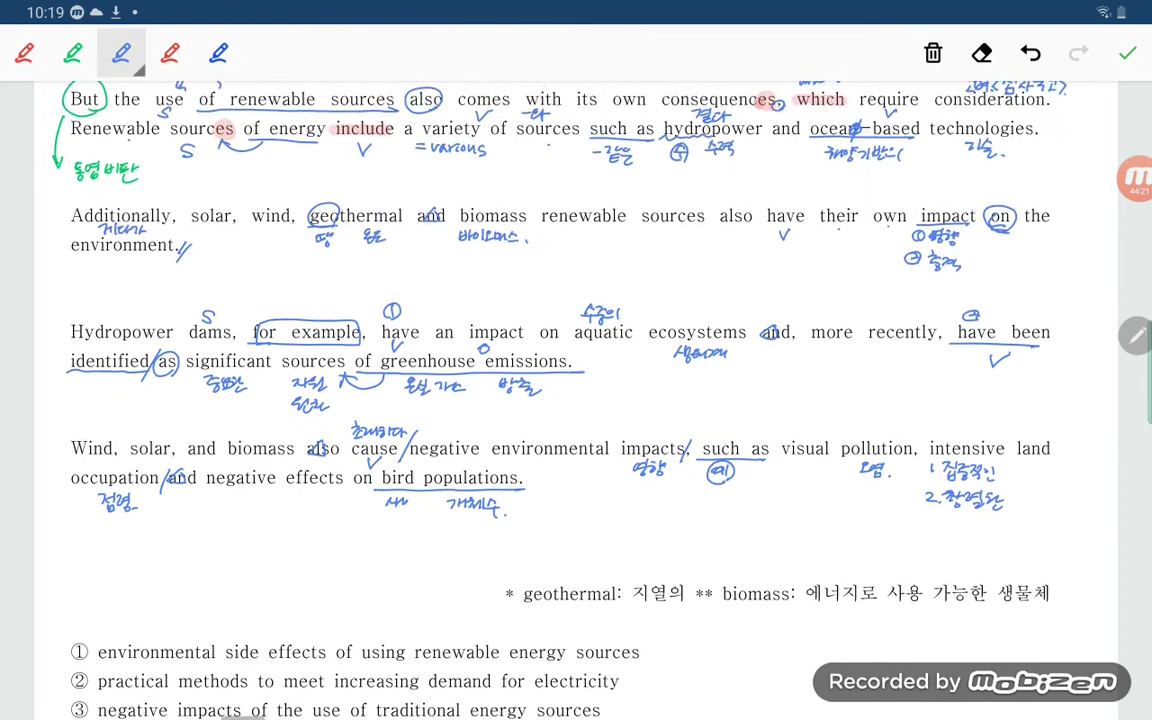 10:19
But the use of renewable sources also comes with its own consequences, which require consideration.
S V -와 V
Renewable sources of energy include a variety of sources such as hydropower and ocean-based technologies.
S V =various -같은 수력 해양기반의 기술.
통영비판
44:21
Additionally, solar, wind, geothermal and biomass renewable sources also have their own impact on the
게다가 땅 온도 바이오매스. V ① 영향
environment.
② 충격
S ① 수중의 ②
Hydropower dams, for example, have an impact on aquatic ecosystems and, more recently, have been
V 생태계
identified as significant sources of greenhouse emissions.
중요한 자원 온실가스 방출
원천
초래하다
Wind, solar, and biomass also cause negative environmental impacts, such as visual pollution, intensive land
영향 오염. 1. 집중적인
occupation and negative effects on bird populations.
점령 새 개체수. 2.
* geothermal: 지열의 ** biomass: 에너지로 사용 가능한 생물체
① environmental side effects of using renewable energy sources
② practical methods to meet increasing demand for electricity
③ negative impacts of the use of traditional energy sources
Recorded by mobizen